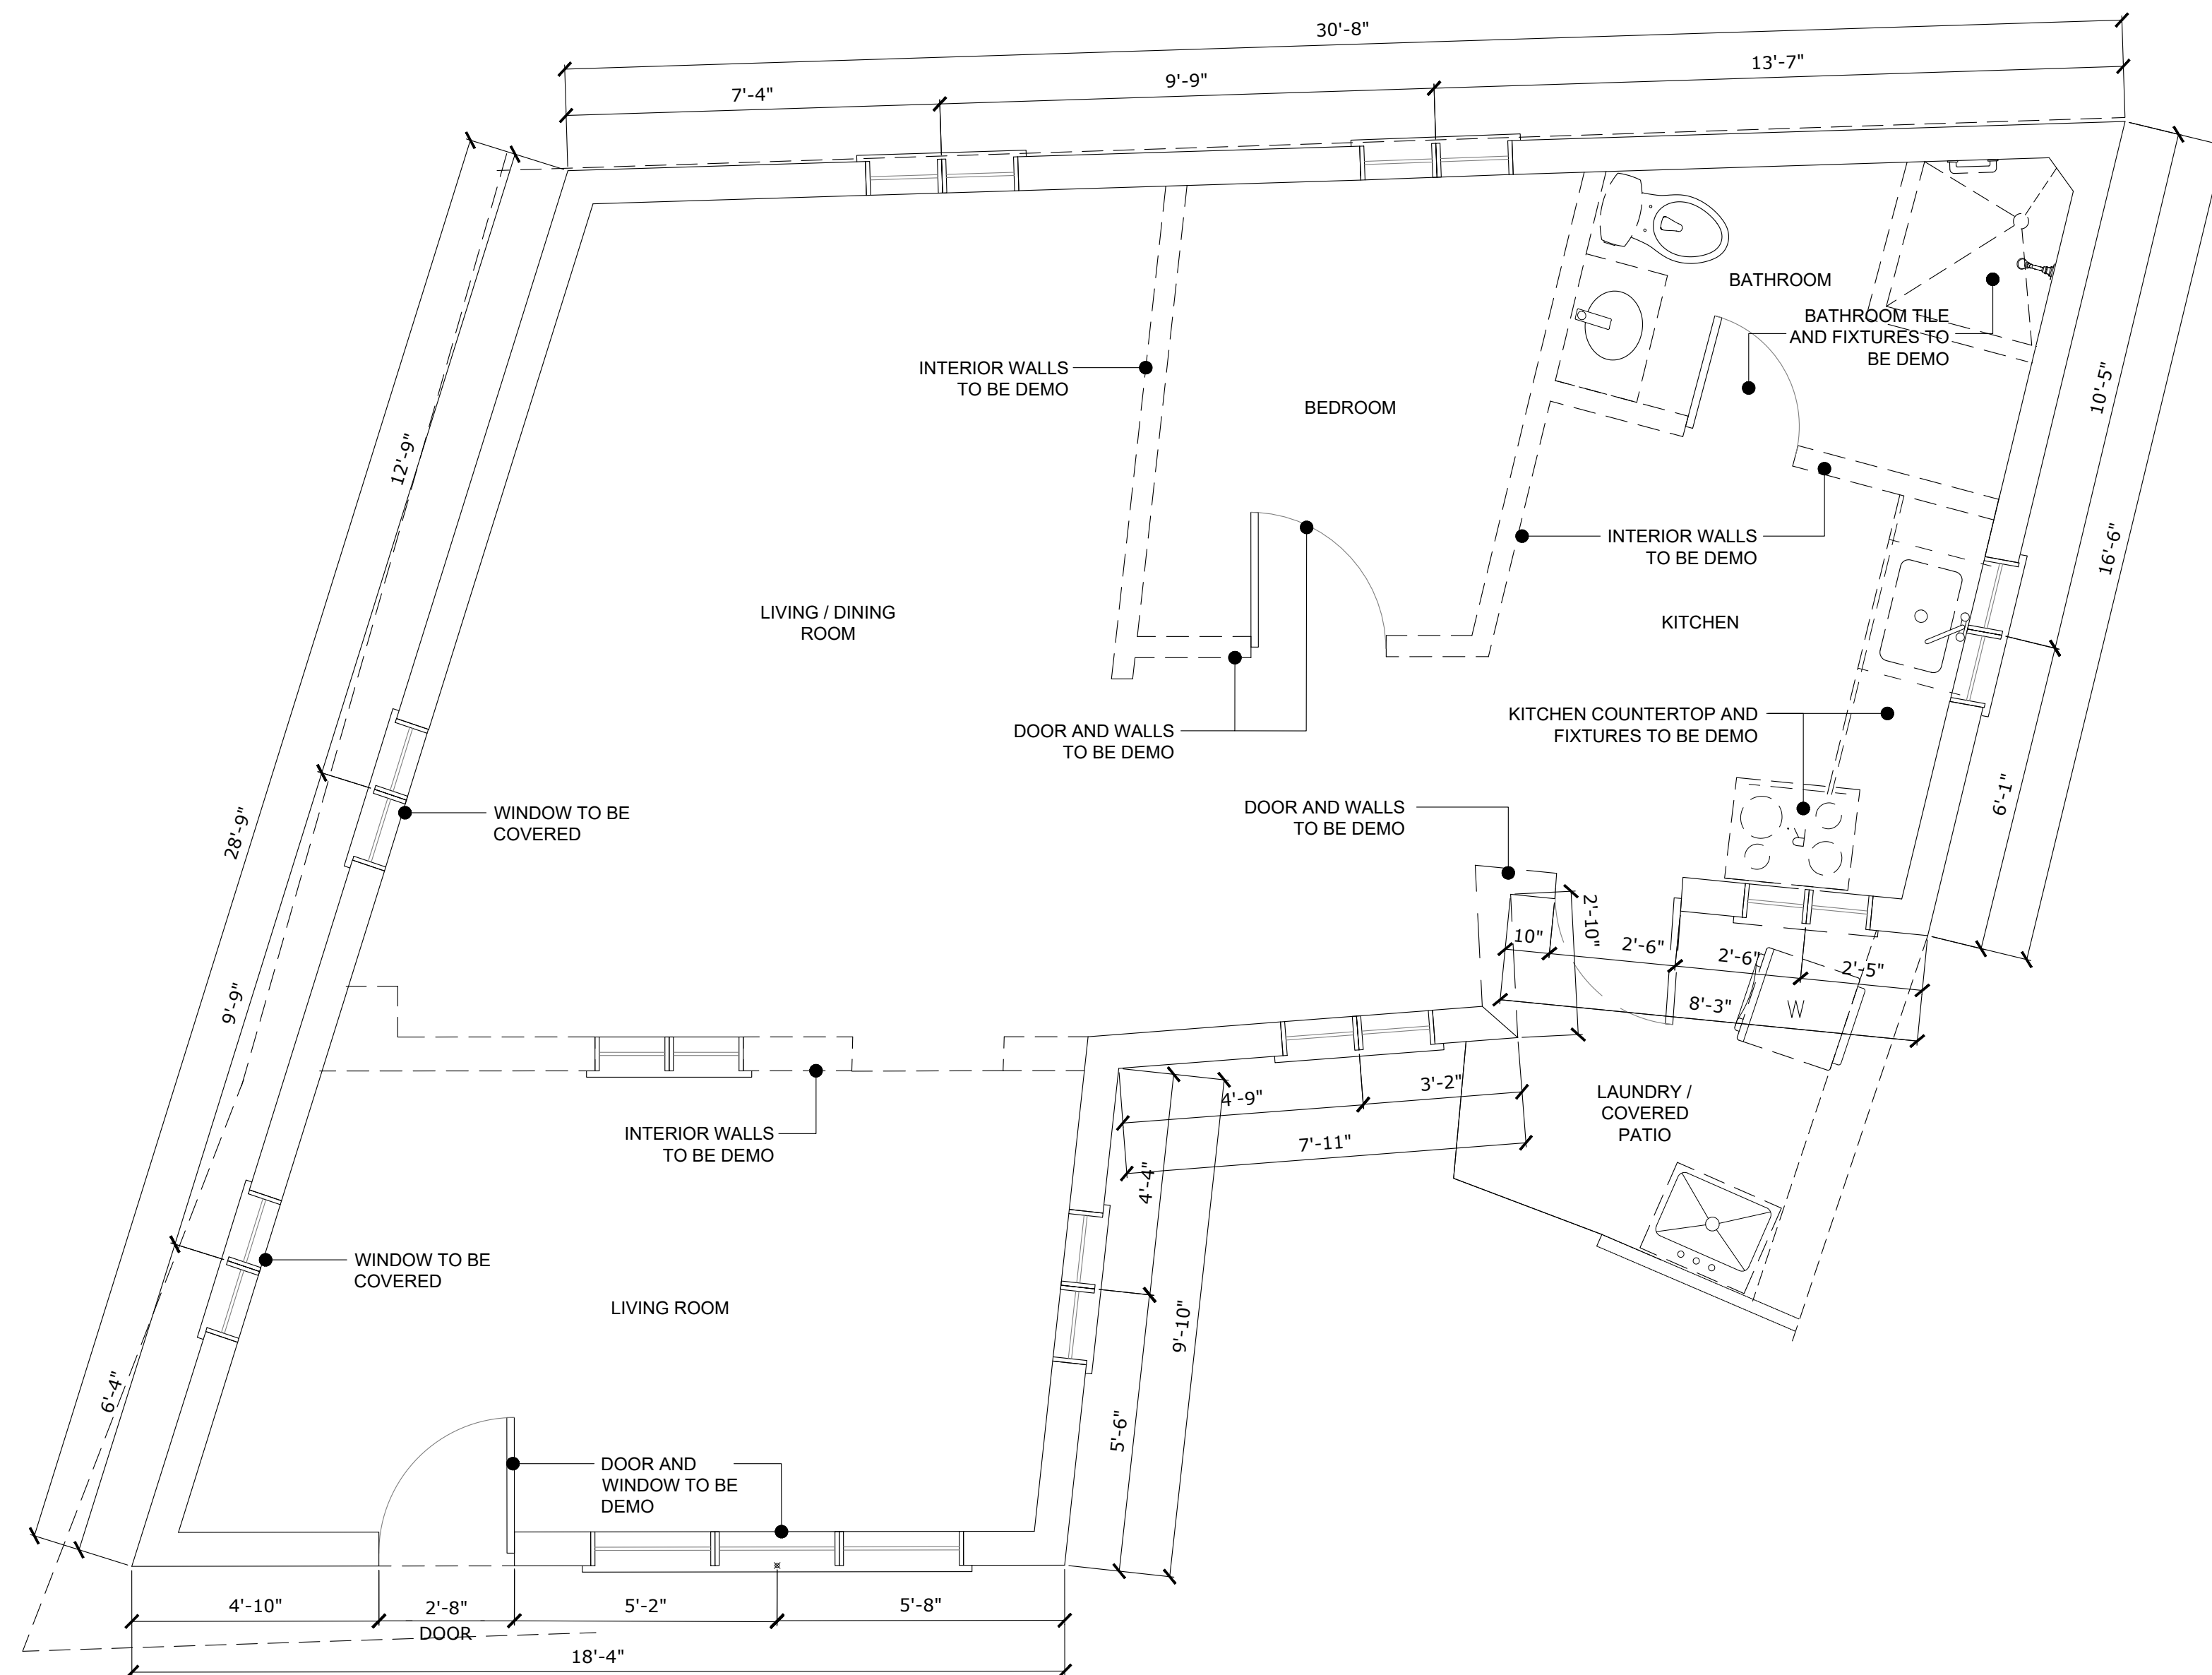 30'-8"
7'-4"
9'-9"
13'-7"
12'-9"
28'-9"
9'-9"
6'-4"
10'-5"
16'-6"
6'-1"
BATHROOM
BATHROOM TILE
AND FIXTURES TO
BE DEMO
INTERIOR WALLS
TO BE DEMO
BEDROOM
INTERIOR WALLS
TO BE DEMO
LIVING / DINING
ROOM
KITCHEN
DOOR AND WALLS
TO BE DEMO
KITCHEN COUNTERTOP AND
FIXTURES TO BE DEMO
WINDOW TO BE
COVERED
DOOR AND WALLS
TO BE DEMO
2'-10"
10"
2'-6"
2'-6"
2'-5"
8'-3"
W
LAUNDRY /
COVERED
PATIO
4'-9"
3'-2"
7'-11"
4'-4"
9'-10"
5'-6"
INTERIOR WALLS
TO BE DEMO
WINDOW TO BE
COVERED
LIVING ROOM
DOOR AND
WINDOW TO BE
DEMO
4'-10"
2'-8"
DOOR
5'-2"
5'-8"
18'-4"